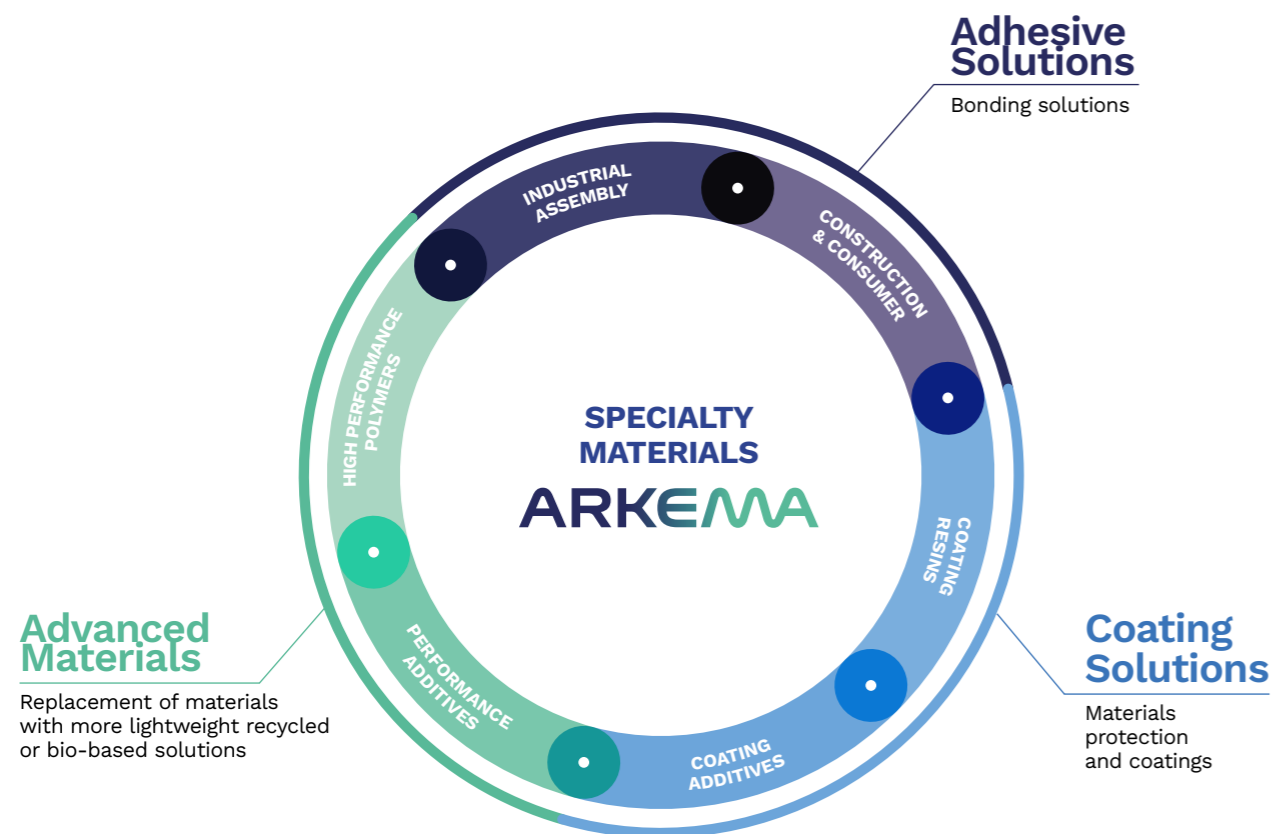 Adhesive
Solutions
Bonding solutions
INDUSTRIAL
ASSEMBLY
CONSTRUCTION
& CONSUMER
HIGH PERFORMANCE
POLYMERS
SPECIALTY
MATERIALS
ARKEMA
COATING
RESINS
Advanced
Materials
Replacement of materials
with more lightweight recycled
or bio-based solutions
PERFORMANCE
ADDITIVES
COATING
ADDITIVES
Coating
Solutions
Materials
protection
and coatings